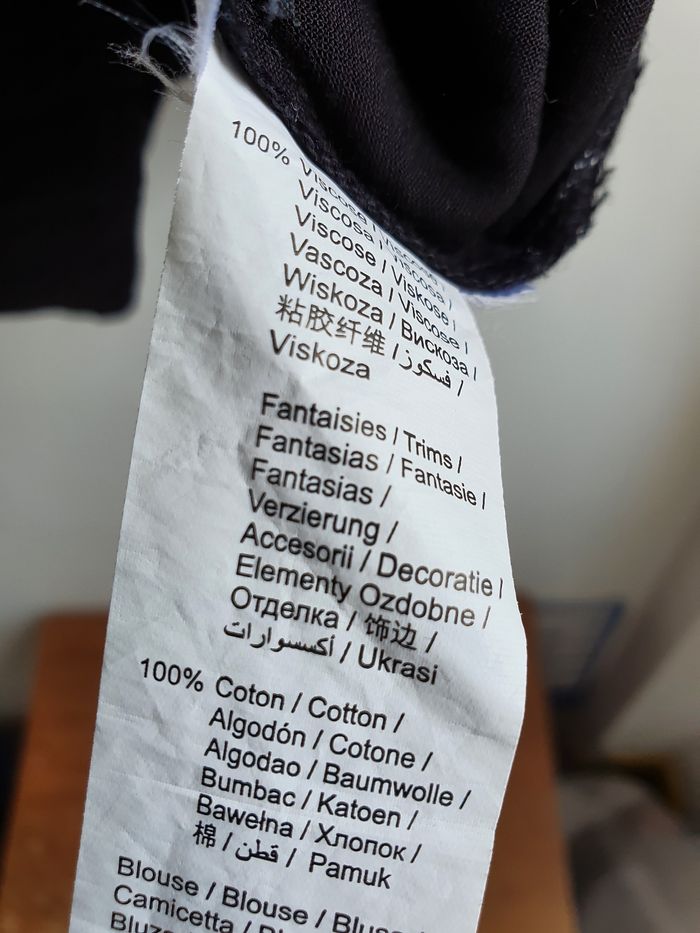 100% Viscose /
Viscosa / Viscosa /
Viscose / Viskose /
Vascoza / Viscose /
Wiskoza / Вискоза /
粘胶纤维 / فسكوز /
Viskoza
Fantaisies / Trims /
Fantasias / Fantasie /
Fantasias /
Verzierung /
Accesorii / Decoratie /
Elementy Ozdobne /
Отделка / 饰边 /
أكسسوارات / Ukrasi
100% Coton / Cotton /
Algodón / Cotone /
Algodao / Baumwolle /
Bumbac / Katoen /
Bawełna / Хлопок /
棉 / قطن / Pamuk
Blouse / Blouse /
Camicetta /